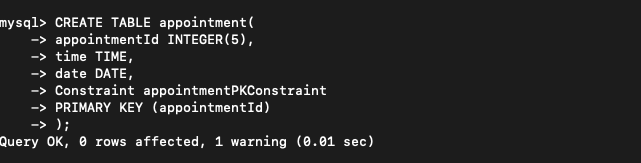 mysql> CREATE TABLE appointment(
    -> appointmentId INTEGER(5),
    -> time TIME,
    -> date DATE,
    -> Constraint appointmentPKConstraint
    -> PRIMARY KEY (appointmentId)
    -> );
Query OK, 0 rows affected, 1 warning (0.01 sec)